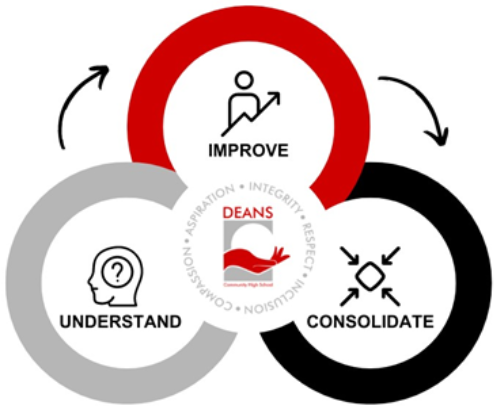 IMPROVE
COMPASSION • ASPIRATION • INTEGRITY • RESPECT • INCLUSION •
DEANS
Community High School
?
UNDERSTAND
CONSOLIDATE